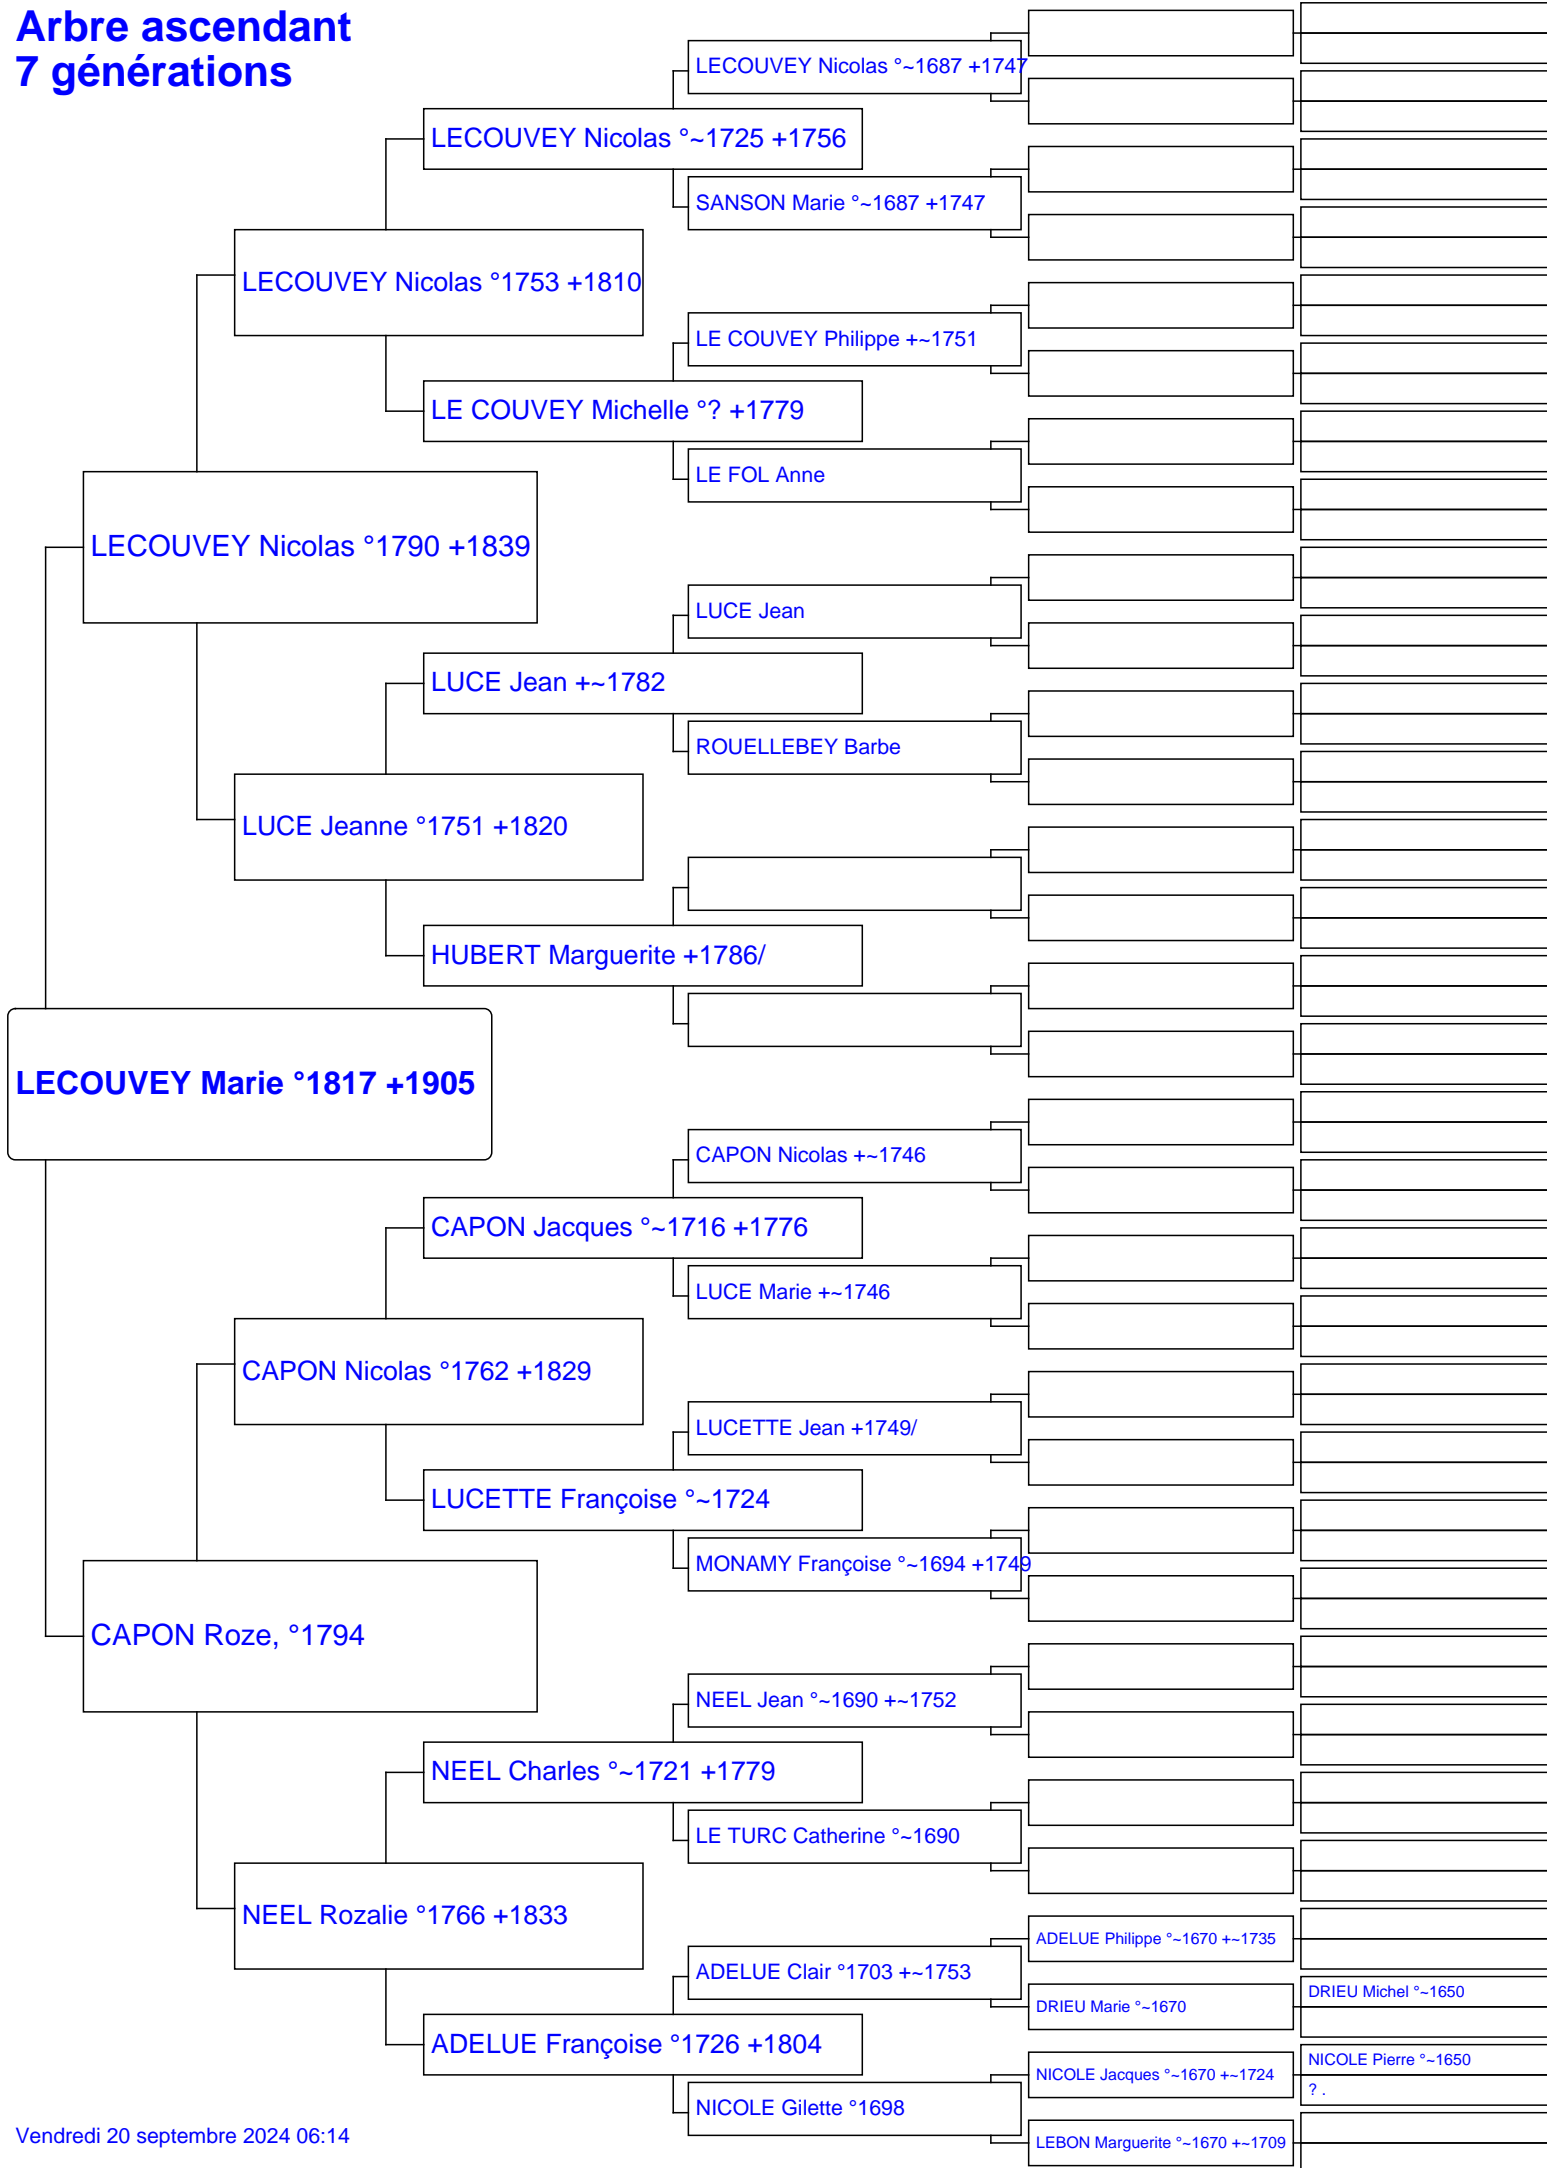 Arbre ascendant
7 générations
LECOUVEY Nicolas °~1687 +1747
LECOUVEY Nicolas °~1725 +1756
SANSON Marie °~1687 +1747
LECOUVEY Nicolas °1753 +1810
LE COUVEY Philippe +~1751
LE COUVEY Michelle °? +1779
LE FOL Anne
LECOUVEY Nicolas °1790 +1839
LUCE Jean
LUCE Jean +~1782
ROUELLEBEY Barbe
LUCE Jeanne °1751 +1820
HUBERT Marguerite +1786/
LECOUVEY Marie °1817 +1905
CAPON Nicolas +~1746
CAPON Jacques °~1716 +1776
LUCE Marie +~1746
CAPON Nicolas °1762 +1829
LUCETTE Jean +1749/
LUCETTE Françoise °~1724
MONAMY Françoise °~1694 +1749
CAPON Roze, °1794
NEEL Jean °~1690 +~1752
NEEL Charles °~1721 +1779
LE TURC Catherine °~1690
NEEL Rozalie °1766 +1833
ADELUE Philippe °~1670 +~1735
ADELUE Clair °1703 +~1753
DRIEU Michel °~1650
DRIEU Marie °~1670
ADELUE Françoise °1726 +1804
NICOLE Pierre °~1650
NICOLE Jacques °~1670 +~1724
? .
NICOLE Gilette °1698
LEBON Marguerite °~1670 +~1709
Vendredi 20 septembre 2024 06:14